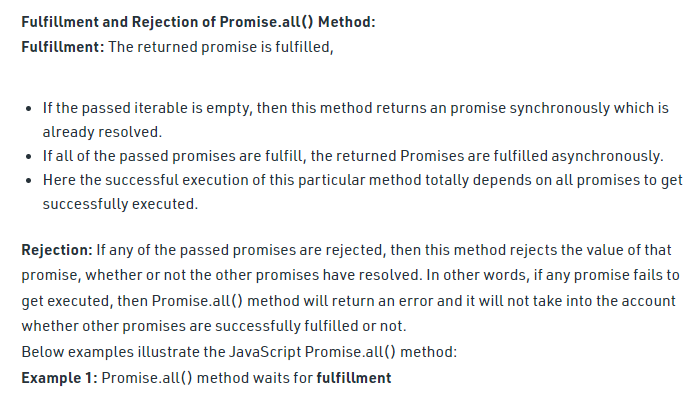 Fulfillment and Rejection of Promise.all() Method:
Fulfillment: The returned promise is fulfilled,
• If the passed iterable is empty, then this method returns an promise synchronously which is
already resolved.
• If all of the passed promises are fulfill, the returned Promises are fulfilled asynchronously.
• Here the successful execution of this particular method totally depends on all promises to get
successfully executed.
Rejection: If any of the passed promises are rejected, then this method rejects the value of that
promise, whether or not the other promises have resolved. In other words, if any promise fails to
get executed, then Promise.all() method will return an error and it will not take into the account
whether other promises are successfully fulfilled or not.
Below examples illustrate the JavaScript Promise.all() method:
Example 1: Promise.all() method waits for fulfillment